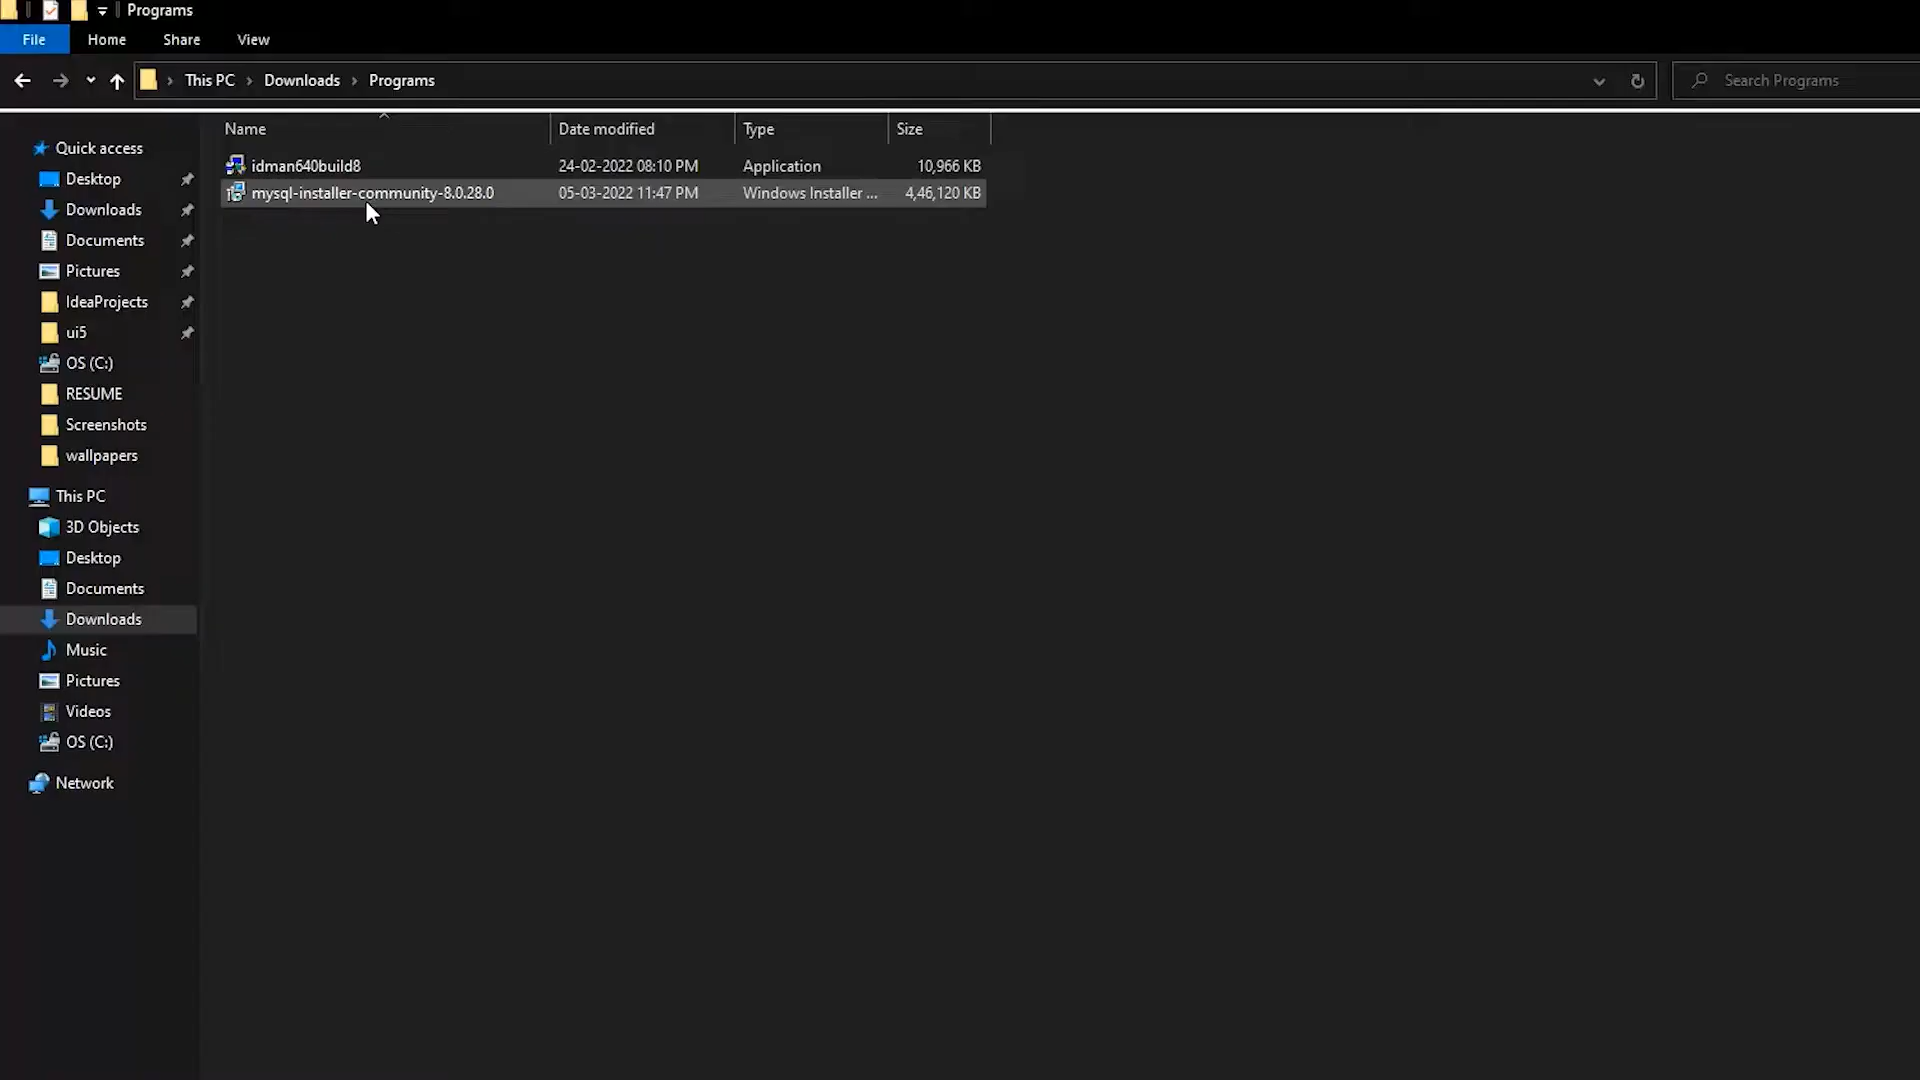 Programs
File Home Share View
This PC Downloads Programs
Search Programs
Name Date modified Type Size
idman640build8 24-02-2022 08:10 PM Application 10,966 KB
mysql-installer-community-8.0.28.0 05-03-2022 11:47 PM Windows Installer ... 4,46,120 KB
Quick access
Desktop
Downloads
Documents
Pictures
IdeaProjects
ui5
OS (C:)
RESUME
Screenshots
wallpapers
This PC
3D Objects
Desktop
Documents
Downloads
Music
Pictures
Videos
OS (C:)
Network